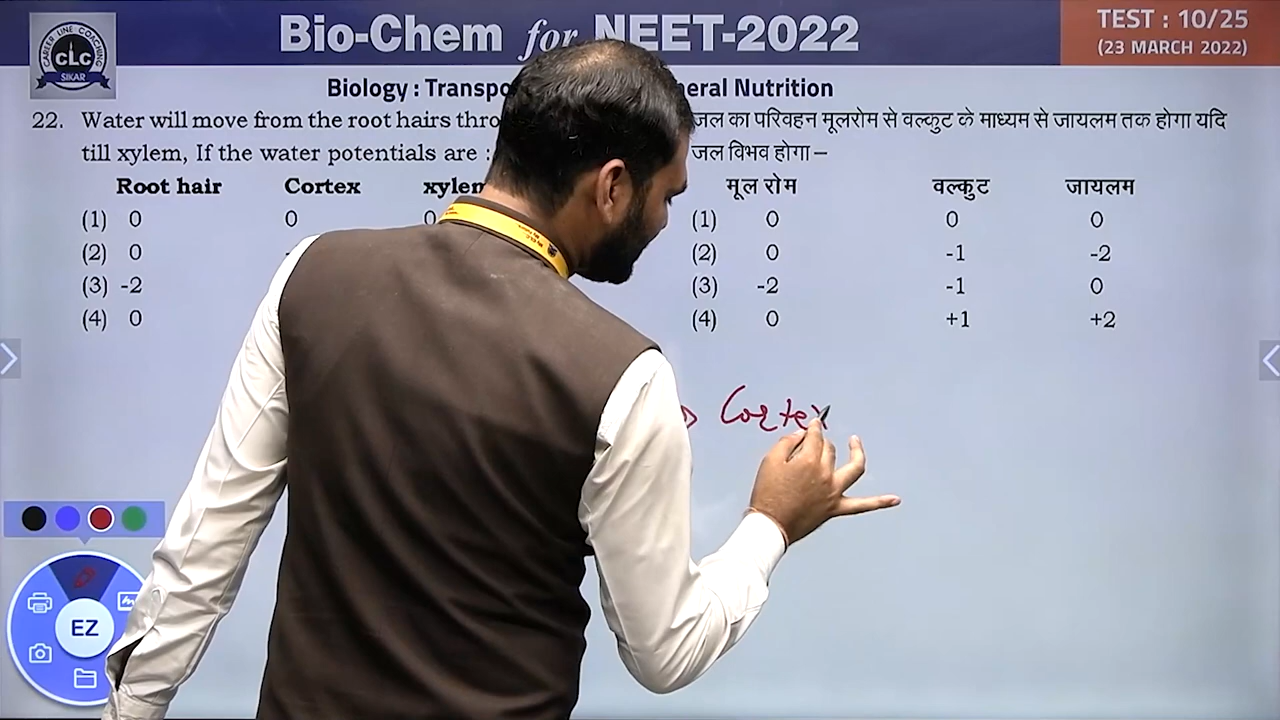 Bio-Chem for NEET-2022
TEST : 10/25
(23 MARCH 2022)
CAREER LINE COACHING
CLC
SIKAR
Biology : Transpo neral Nutrition
22. Water will move from the root hairs thro
till xylem, If the water potentials are :
Root hair Cortex xylem
(1) 0 0 0
(2) 0
(3) -2
(4) 0
जल का परिवहन मूलरोम से वल्कुट के माध्यम से जायलम तक होगा यदि
जल विभव होगा –
मूल रोम वल्कुट जायलम
(1) 0 0 0
(2) 0 -1 -2
(3) -2 -1 0
(4) 0 +1 +2
Cortex
EZ